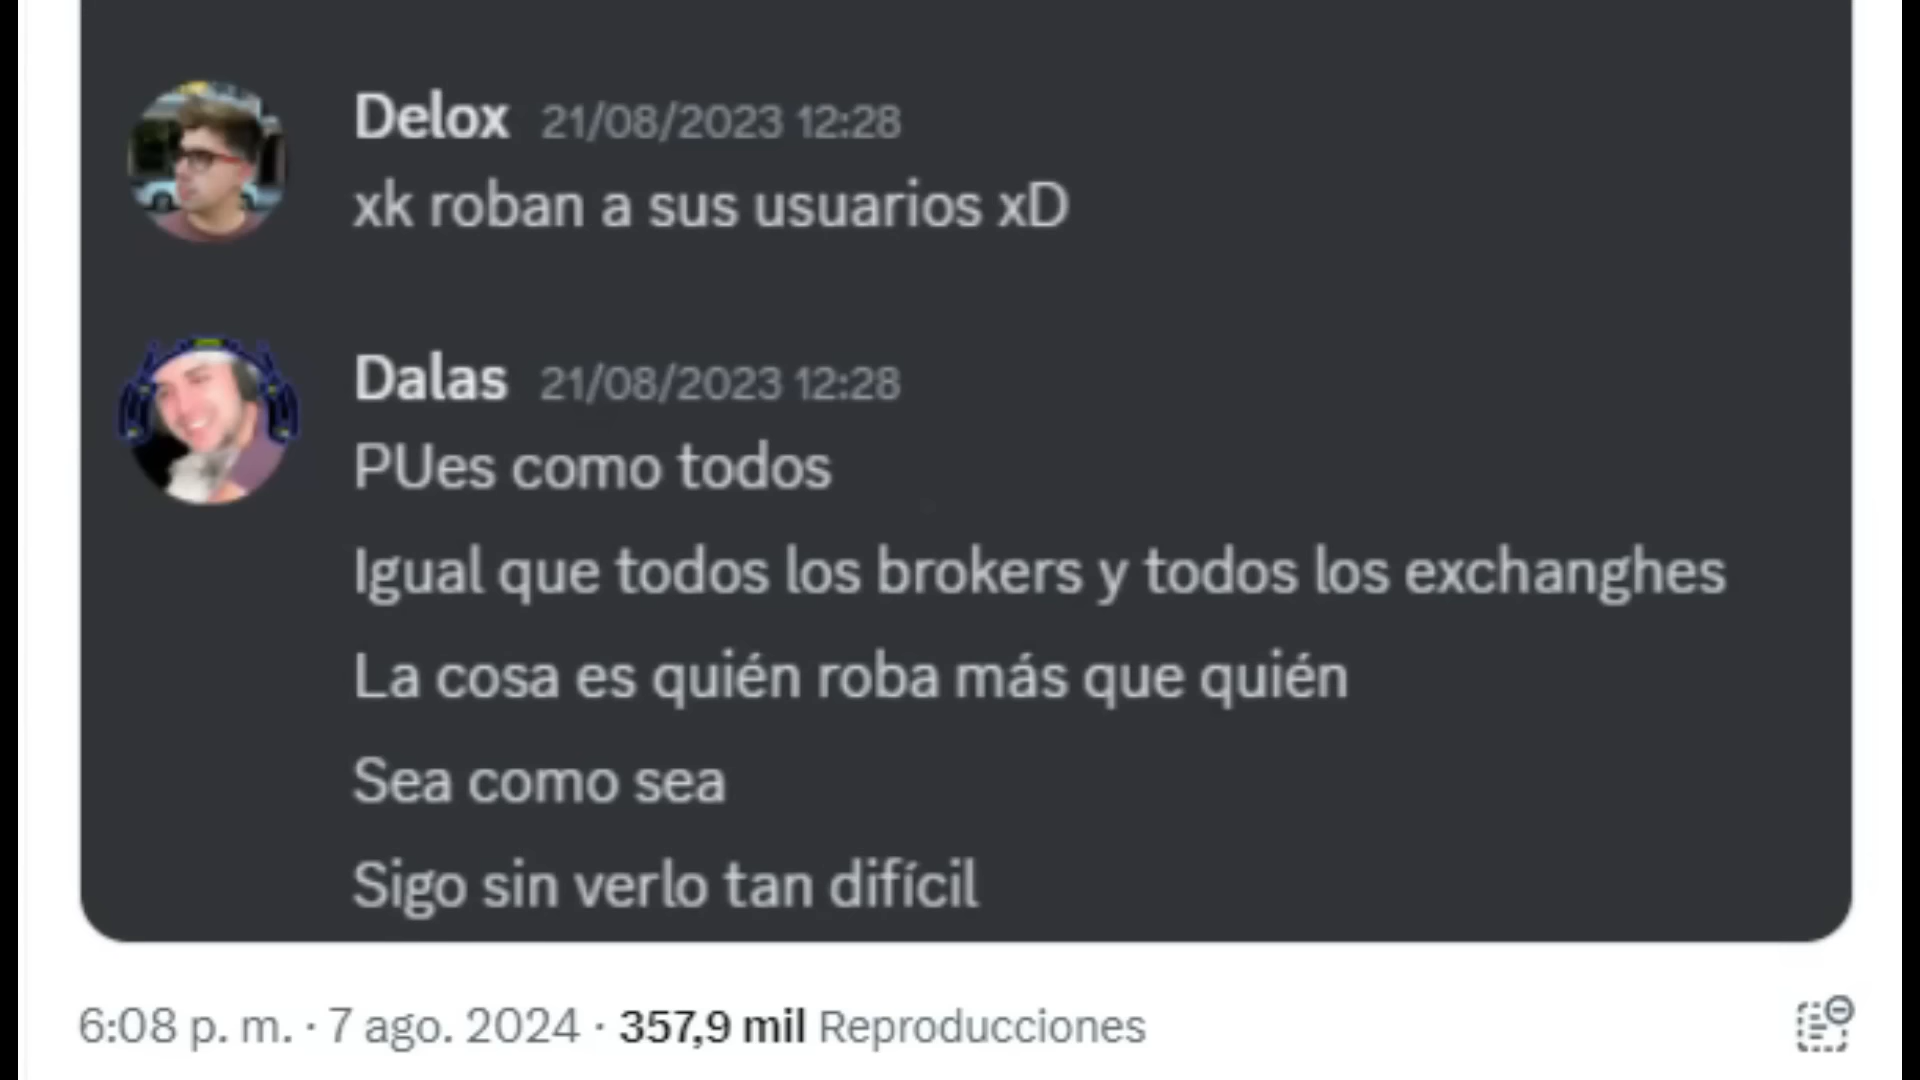 Delox 21/08/2023 12:28
xk roban a sus usuarios xD
Dalas 21/08/2023 12:28
PUes como todos
Igual que todos los brokers y todos los exchanghes
La cosa es quién roba más que quién
Sea como sea
Sigo sin verlo tan difícil
6:08 p. m. · 7 ago. 2024 · 357,9 mil Reproducciones